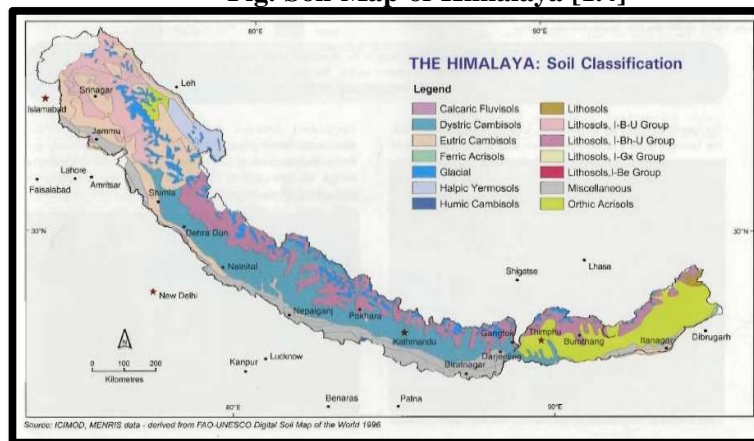 Fig. Soil Map of Himalaya [1.4]
80°E
90°E
THE HIMALAYA: Soil Classification
Legend
Calcaric Fluvisols
Dystric Cambisols
Eutric Cambisols
Ferric Acrisols
Glacial
Halpic Yermosols
Humic Cambisols
Lithosols
Lithosols, I-B-U Group
Lithosols, I-Bh-U Group
Lithosols, I-Gx Group
Lithosols, I-Be Group
Miscellaneous
Orthic Acrisols
Leh
Srinagar
Islamabad
Jammu
Lahore
Faisalabad
Amritsar
Shimla
30°N
30°N
Dehra Dun
Nainital
New Delhi
Shigatse
Lhasa
Nepalganj
Pokhara
Kathmandu
Gangtok
Thimphu
Bumthang
Itanagar
Dibrugarh
Darjeeling
Biratnagar
N
0 100 200
Kilometres
Kanpur
Lucknow
Benaras
Patna
80°E
90°E
Source: ICIMOD, MENRIS data - derived from FAO-UNESCO Digital Soil Map of the World 1996